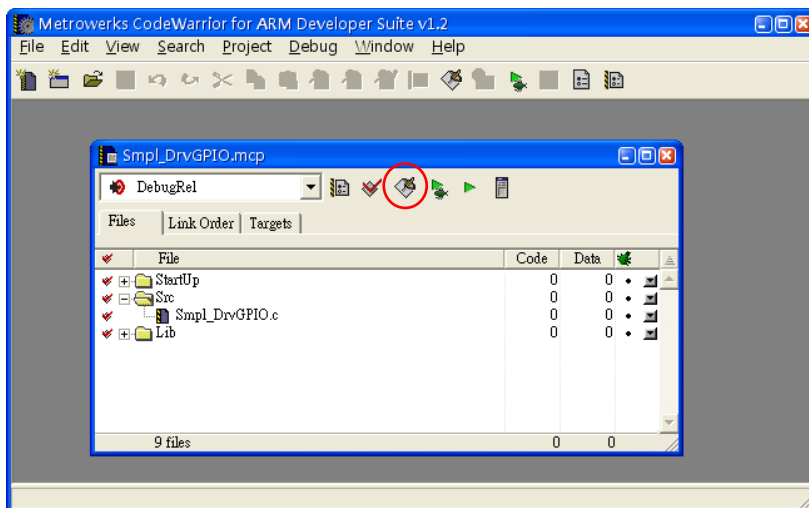 Metrowerks CodeWarrior for ARM Developer Suite v1.2
File Edit View Search Project Debug Window Help
Smpl_DrvGPIO.mcp
DebugRel
Files Link Order Targets
File Code Data
StartUp 0 0
Src 0 0
Smpl_DrvGPIO.c 0 0
Lib 0 0
9 files 0 0